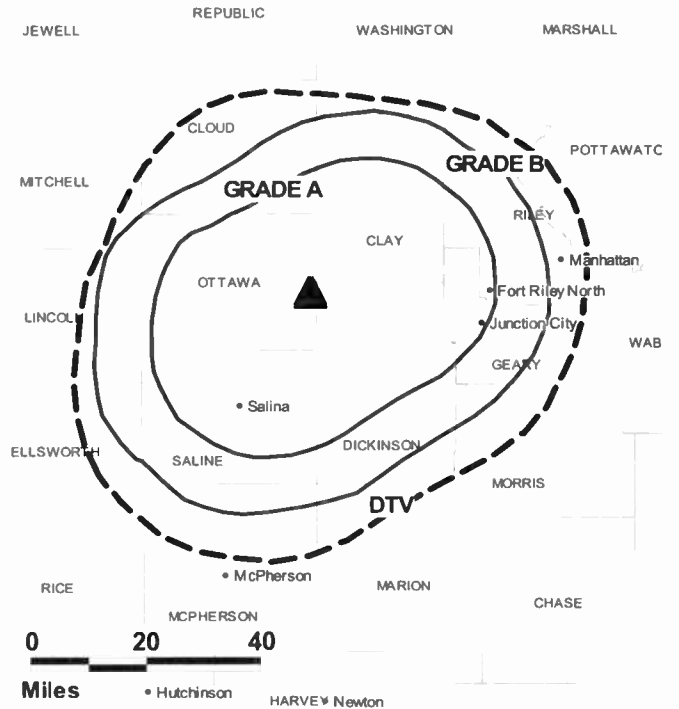 REPUBLIC
JEWELL
WASHINGTON
MARSHALL
CLOUD
POTTAWATC
GRADE B
MITCHELL
GRADE A
RILEY
CLAY
Manhattan
OTTAWA
Fort Riley North
LINCOLN
Junction City
WAB
GEARY
Salina
DICKINSON
ELLSWORTH
SALINE
MORRIS
DTV
McPherson
RICE
MARION
CHASE
MCPHERSON
0 20 40
Miles
Hutchinson
HARVEY Newton